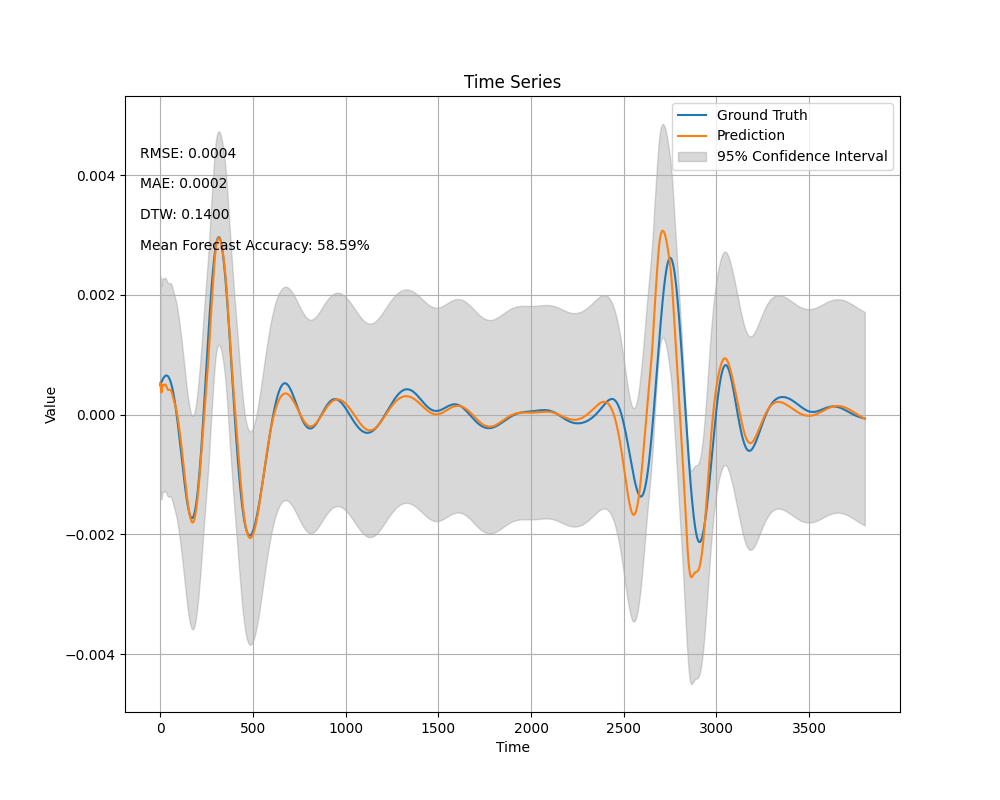 Time Series
Ground Truth
Prediction
95% Confidence Interval
RMSE: 0.0004
MAE: 0.0002
DTW: 0.1400
Mean Forecast Accuracy: 58.59%
0.004
0.002
0.000
−0.002
−0.004
Value
0 500 1000 1500 2000 2500 3000 3500
Time